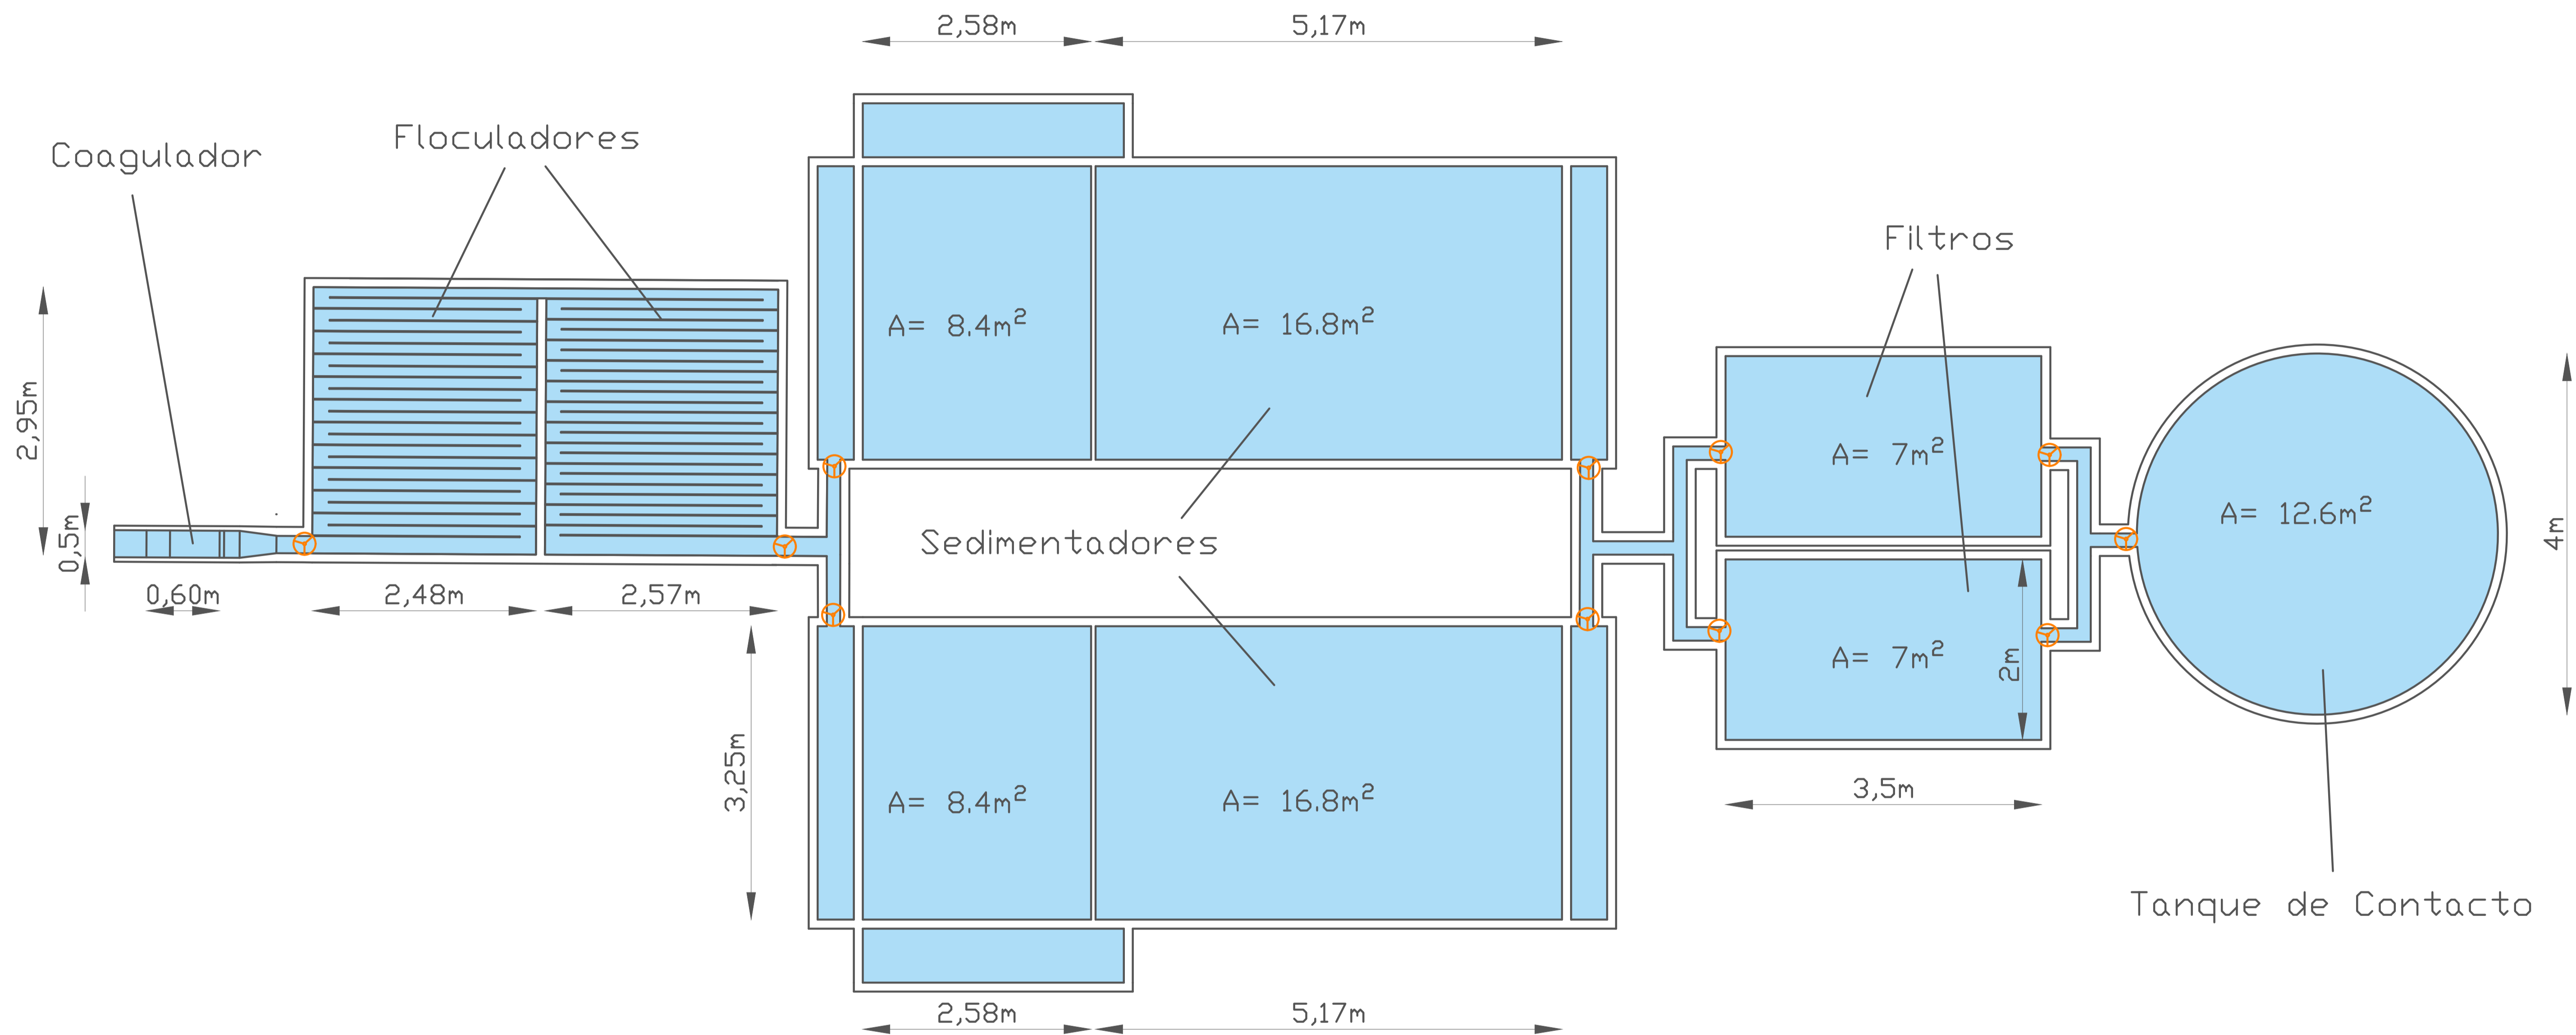 2,58m
5,17m
Coagulador
Floculadores
Filtros
A= 8.4m²
A= 16.8m²
2,95m
0,5m
A= 7m²
A= 12.6m²
Sedimentadores
4m
0,60m
2,48m
2,57m
A= 7m²
2m
3,25m
A= 8.4m²
A= 16.8m²
3,5m
Tanque de Contacto
2,58m
5,17m